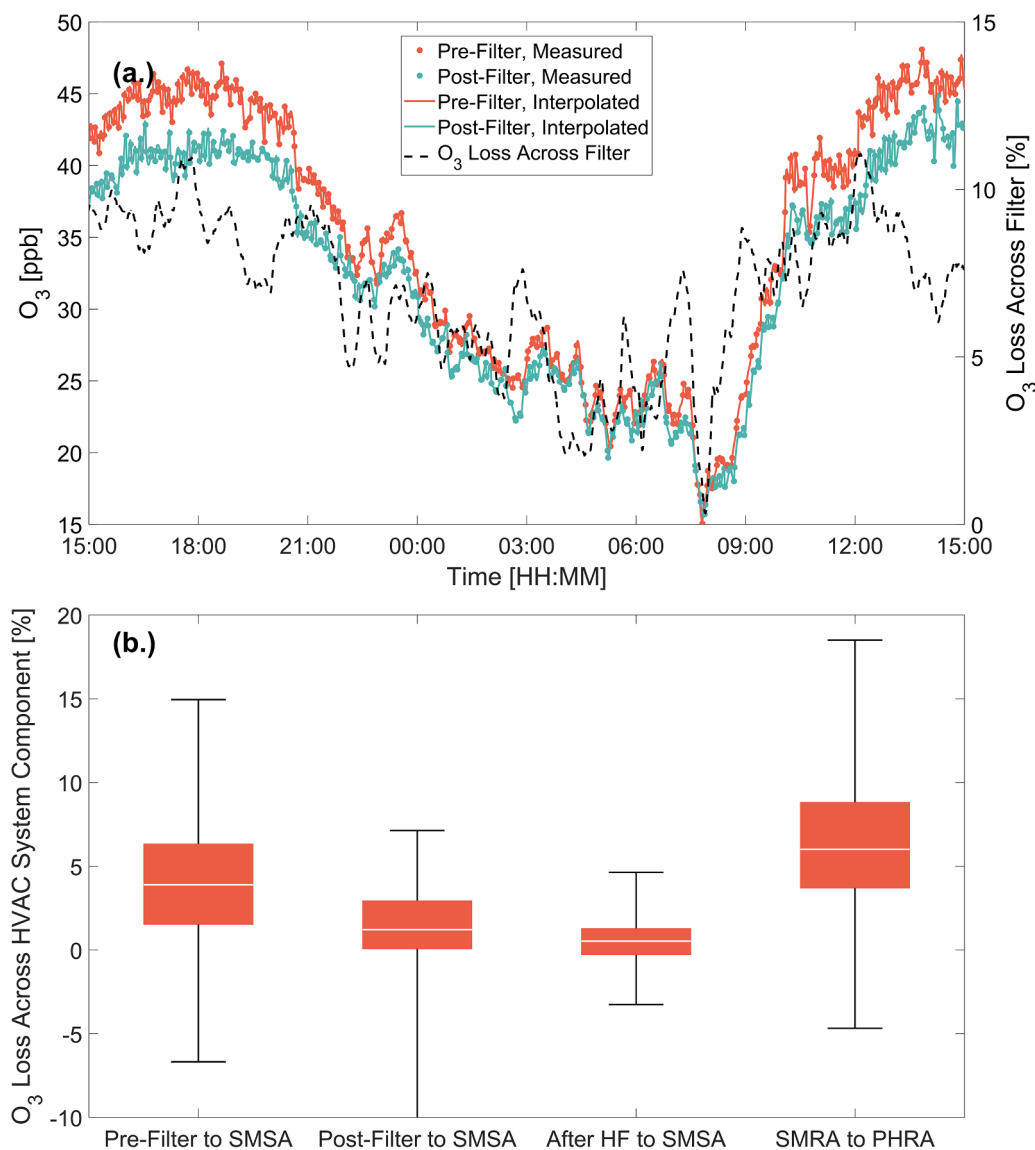 (a.)
Pre-Filter, Measured
Post-Filter, Measured
Pre-Filter, Interpolated
Post-Filter, Interpolated
O3 Loss Across Filter
O3 [ppb]
50
45
40
35
30
25
20
15
15
10
5
0
O3 Loss Across Filter [%]
15:00 18:00 21:00 00:00 03:00 06:00 09:00 12:00 15:00
Time [HH:MM]
(b.)
O3 Loss Across HVAC System Component [%]
20
15
10
5
0
-5
-10
Pre-Filter to SMSA Post-Filter to SMSA After HF to SMSA SMRA to PHRA